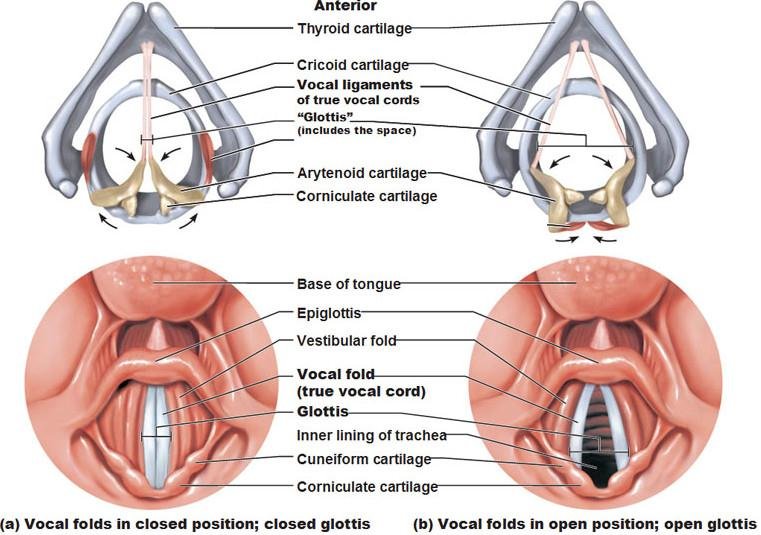 Anterior
Thyroid cartilage
Cricoid cartilage
Vocal ligaments
of true vocal cords
“Glottis”
(includes the space)
Arytenoid cartilage
Corniculate cartilage
Base of tongue
Epiglottis
Vestibular fold
Vocal fold
(true vocal cord)
Glottis
Inner lining of trachea
Cuneiform cartilage
Corniculate cartilage
(a) Vocal folds in closed position; closed glottis
(b) Vocal folds in open position; open glottis